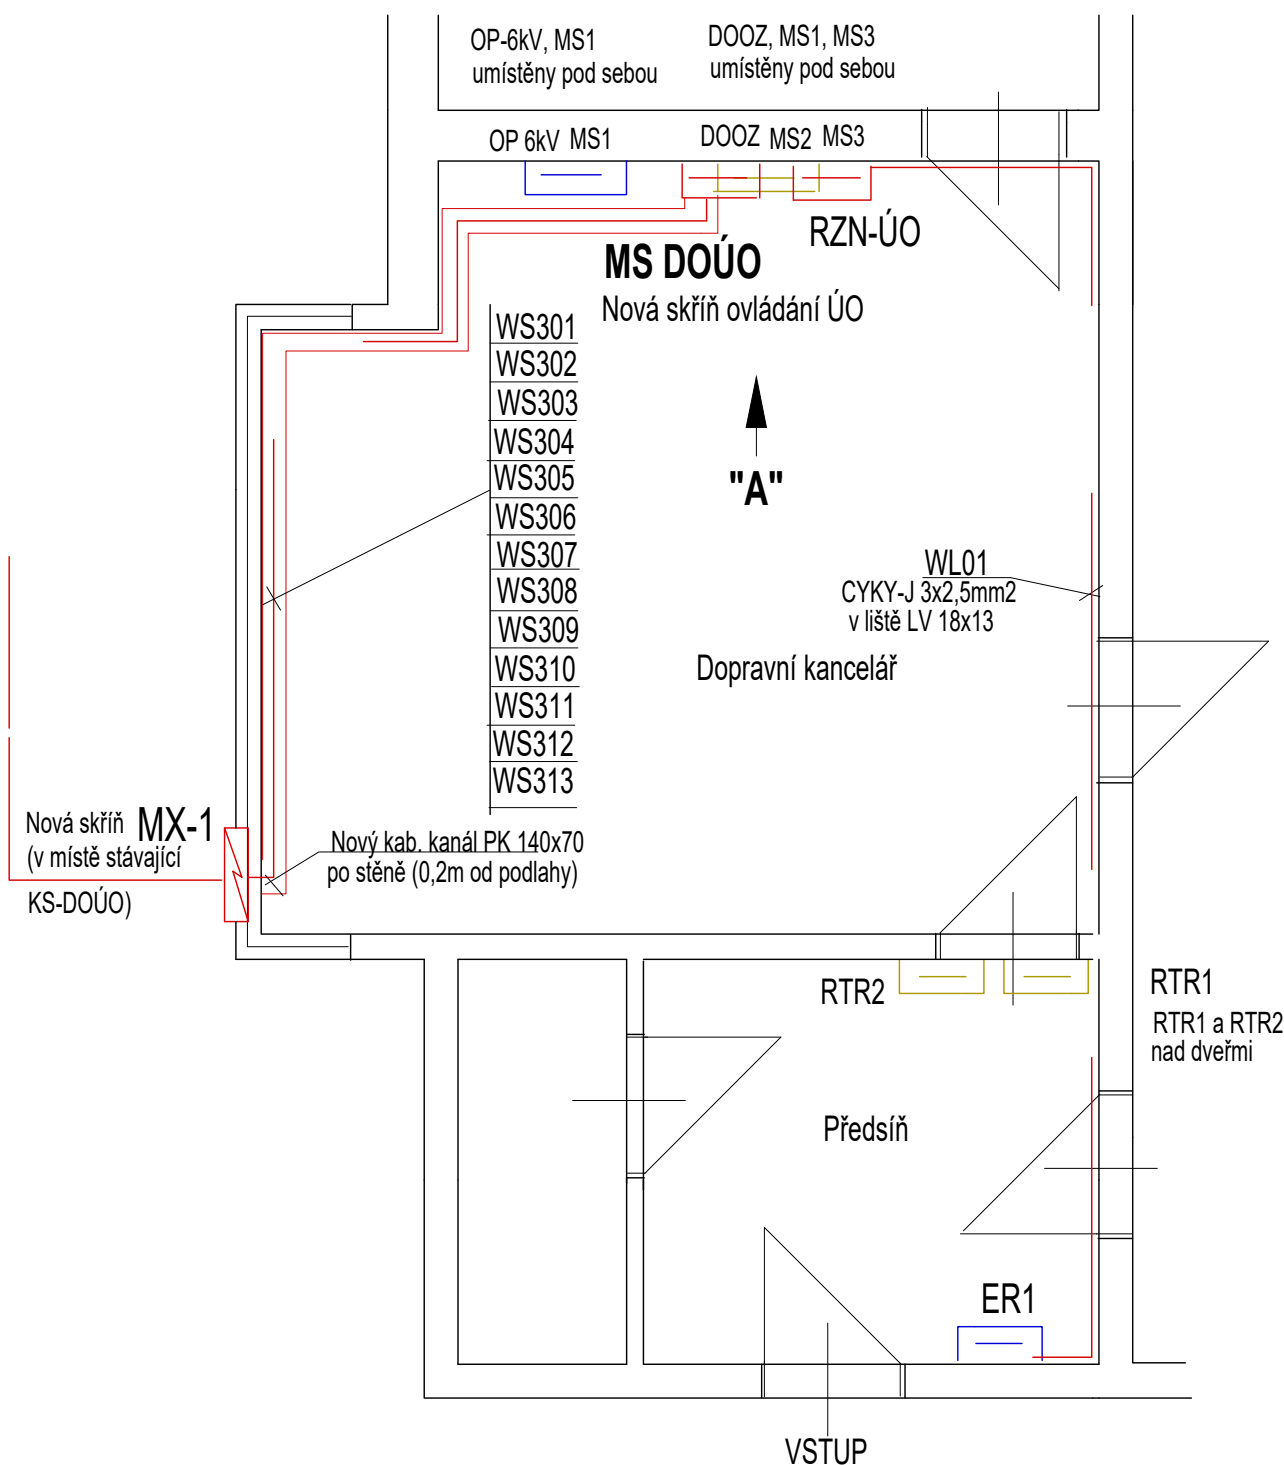 OP-6kV, MS1
umístěny pod sebou
DOOZ, MS1, MS3
umístěny pod sebou
OP 6kV MS1
DOOZ MS2 MS3
RZN-ÚO
MS DOÚO
Nová skříň ovládání ÚO
WS301
WS302
WS303
WS304
WS305
WS306
WS307
WS308
WS309
WS310
WS311
WS312
WS313
"A"
WL01
CYKY-J 3x2,5mm2
v liště LV 18x13
Dopravní kancelář
Nová skříň MX-1
(v místě stávající
KS-DOÚO)
Nový kab. kanál PK 140x70
po stěně (0,2m od podlahy)
RTR2
RTR1
RTR1 a RTR2
nad dveřmi
Předsíň
ER1
VSTUP